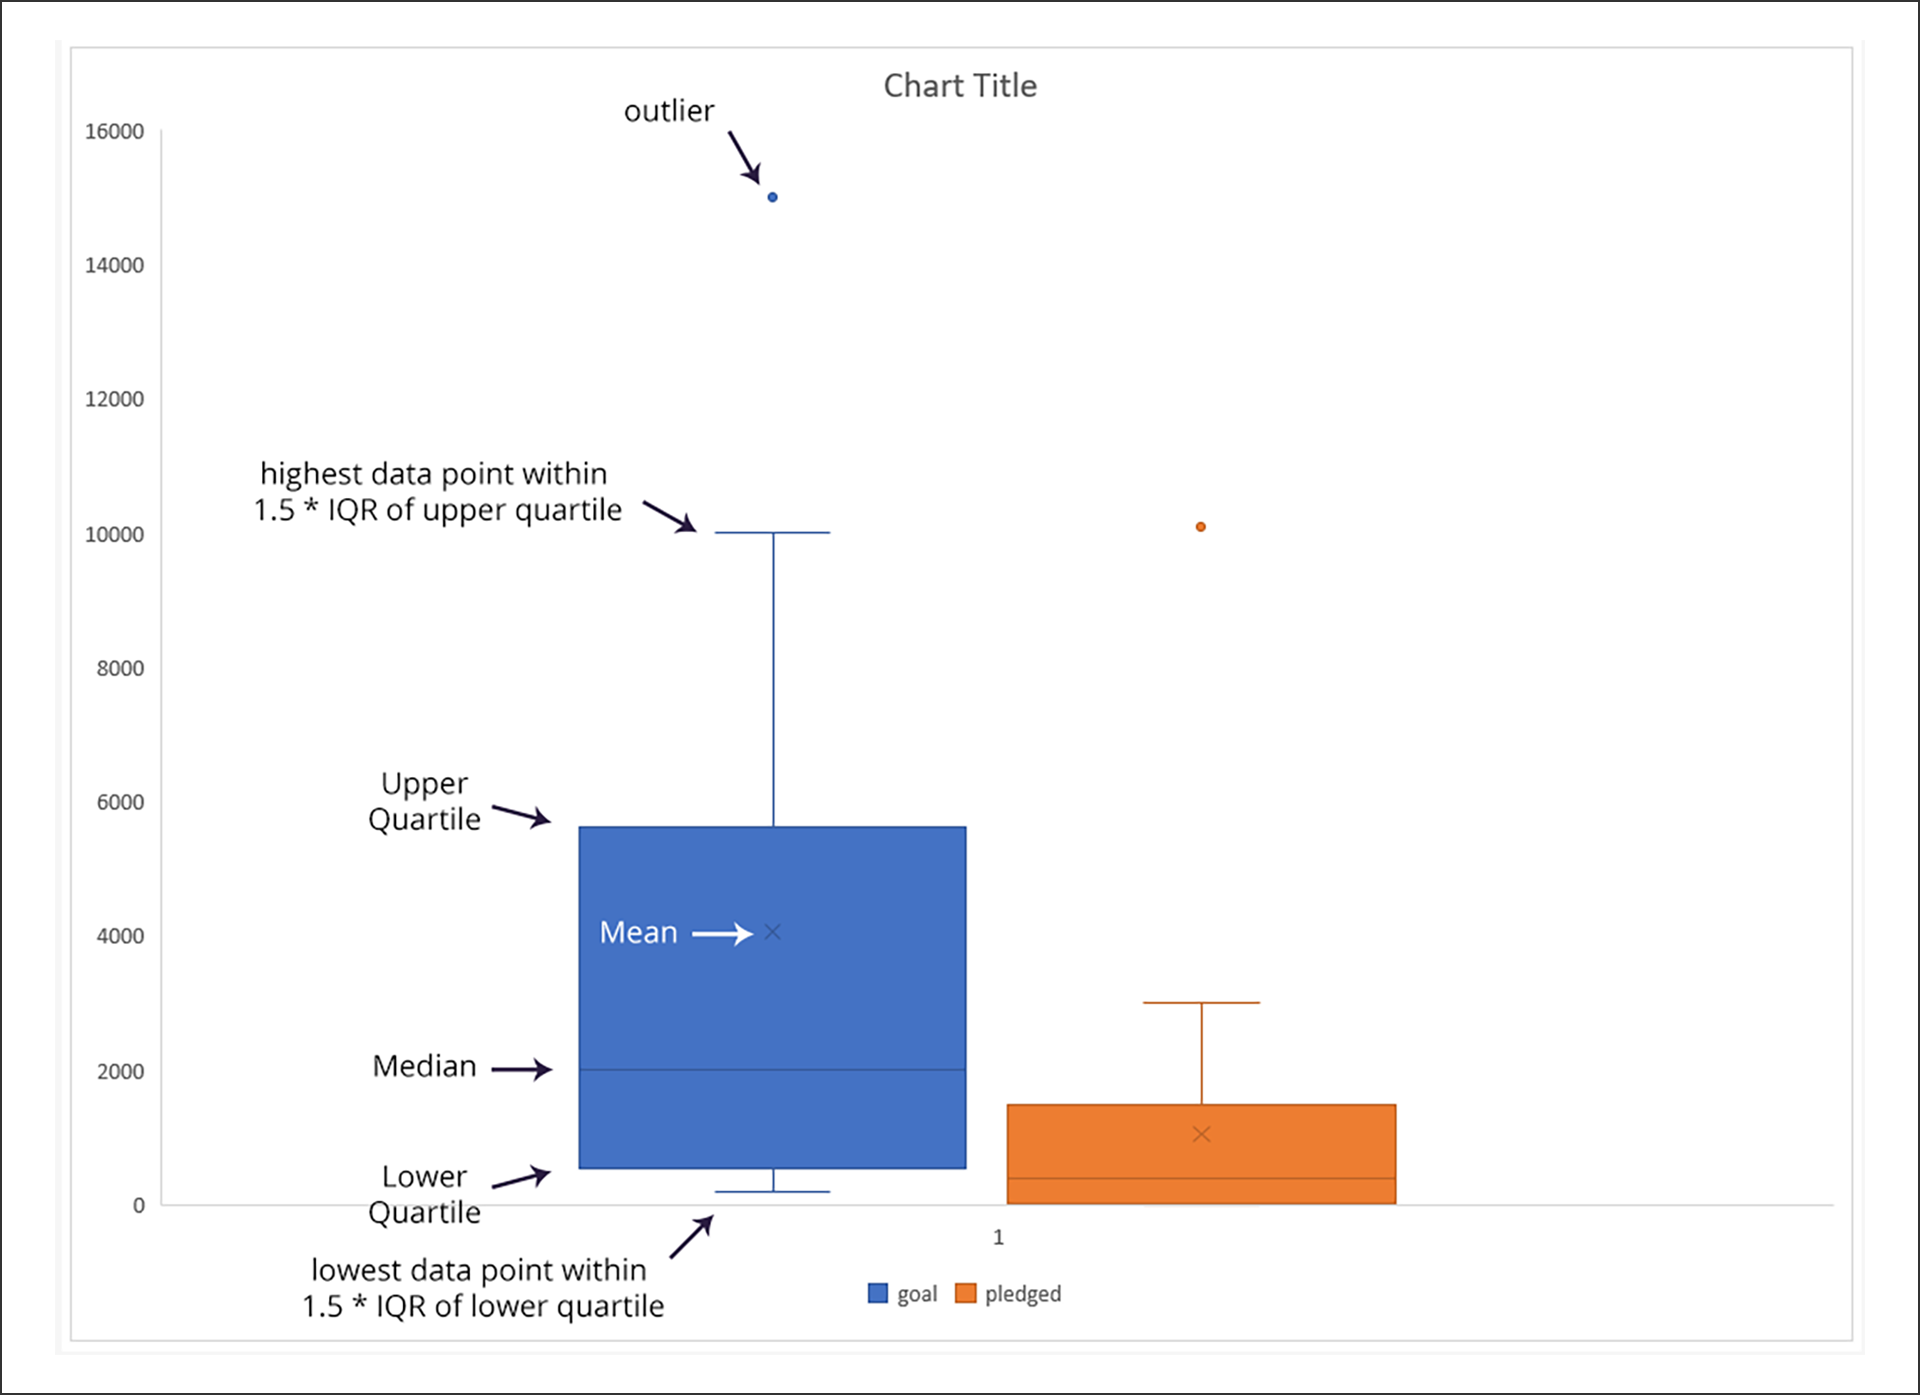 Chart Title
outlier
16000
14000
12000
highest data point within
1.5 * IQR of upper quartile
10000
8000
Upper
Quartile
6000
Mean
4000
Median
2000
Lower
Quartile
0
1
lowest data point within
1.5 * IQR of lower quartile
goal pledged